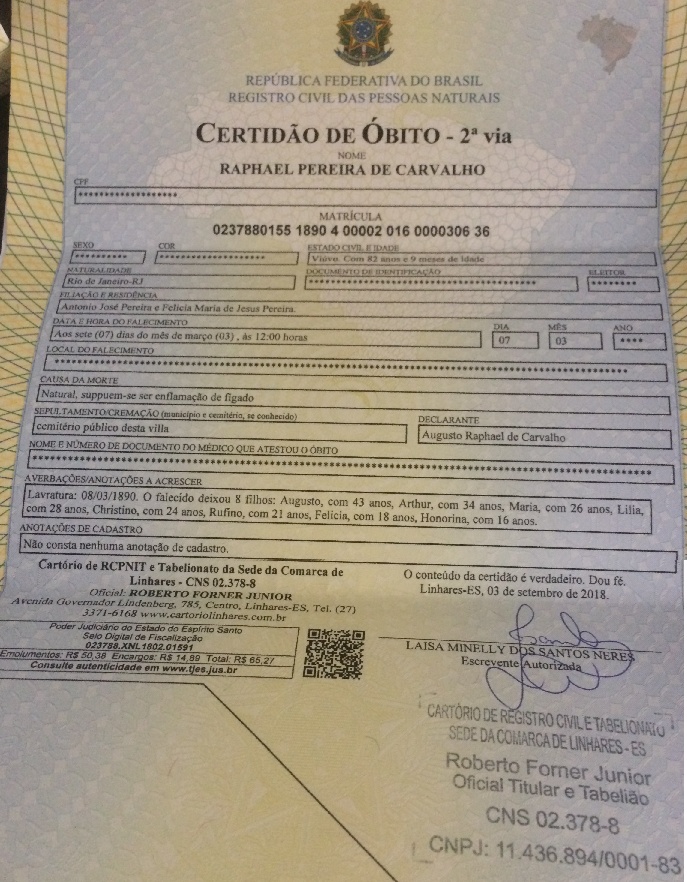 REPÚBLICA FEDERATIVA DO BRASIL
REGISTRO CIVIL DAS PESSOAS NATURAIS
CERTIDÃO DE ÓBITO - 2ª via
NOME
RAPHAEL PEREIRA DE CARVALHO
CPF
********************
MATRÍCULA
0237880155 1890 4 00002 016 0000306 36
SEXO COR ESTADO CIVIL E IDADE
********** ******************** Viúvo. Com 82 anos e 9 meses de idade
NATURALIDADE DOCUMENTO DE IDENTIFICAÇÃO ELEITOR
Rio de Janeiro-RJ ****************************** ********
FILIAÇÃO E RESIDÊNCIA
Antonio José Pereira e Felicia Maria de Jesus Pereira.
DATA E HORA DO FALECIMENTO DIA MÊS ANO
Aos sete (07) dias do mês de março (03) , às 12:00 horas 07 03 ****
LOCAL DO FALECIMENTO
********************************************************************************
CAUSA DA MORTE
Natural, suppuem-se ser enflamação de figado
SEPULTAMENTO/CREMAÇÃO (município e cemitério, se conhecido) DECLARANTE
cemitério público desta villa Augusto Raphael de Carvalho
NOME E NÚMERO DE DOCUMENTO DO MÉDICO QUE ATESTOU O ÓBITO
********************************************************************************
AVERBAÇÕES/ANOTAÇÕES A ACRESCER
Lavratura: 08/03/1890. O falecido deixou 8 filhos: Augusto, com 43 anos, Arthur, com 34 anos, Maria, com 26 anos, Lilia,
com 28 anos, Christino, com 24 anos, Rufino, com 21 anos, Felicia, com 18 anos, Honorina, com 16 anos.
ANOTAÇÕES DE CADASTRO
Não consta nenhuma anotação de cadastro.
Cartório de RCPNIT e Tabelionato da Sede da Comarca de
Linhares - CNS 02.378-8
Oficial: ROBERTO FORNER JUNIOR
Avenida Governador Lindenberg, 785, Centro, Linhares-ES, Tel. (27)
3371-6168 www.cartoriolinhares.com.br
Poder Judiciário do Estado do Espírito Santo
Selo Digital de Fiscalização
023788.XNL1802.01591
Emolumentos: R$ 50,38 Encargos: R$ 14,89 Total: R$ 65,27
Consulte autenticidade em www.tjes.jus.br
O conteúdo da certidão é verdadeiro. Dou fé.
Linhares-ES, 03 de setembro de 2018.
LAISA MINELLY DOS SANTOS NERES
Escrevente Autorizada
CARTÓRIO DE REGISTRO CIVIL E TABELIONATO
SEDE DA COMARCA DE LINHARES - ES
Roberto Forner Junior
Oficial Titular e Tabelião
CNS 02.378-8
CNPJ: 11.436.894/0001-83